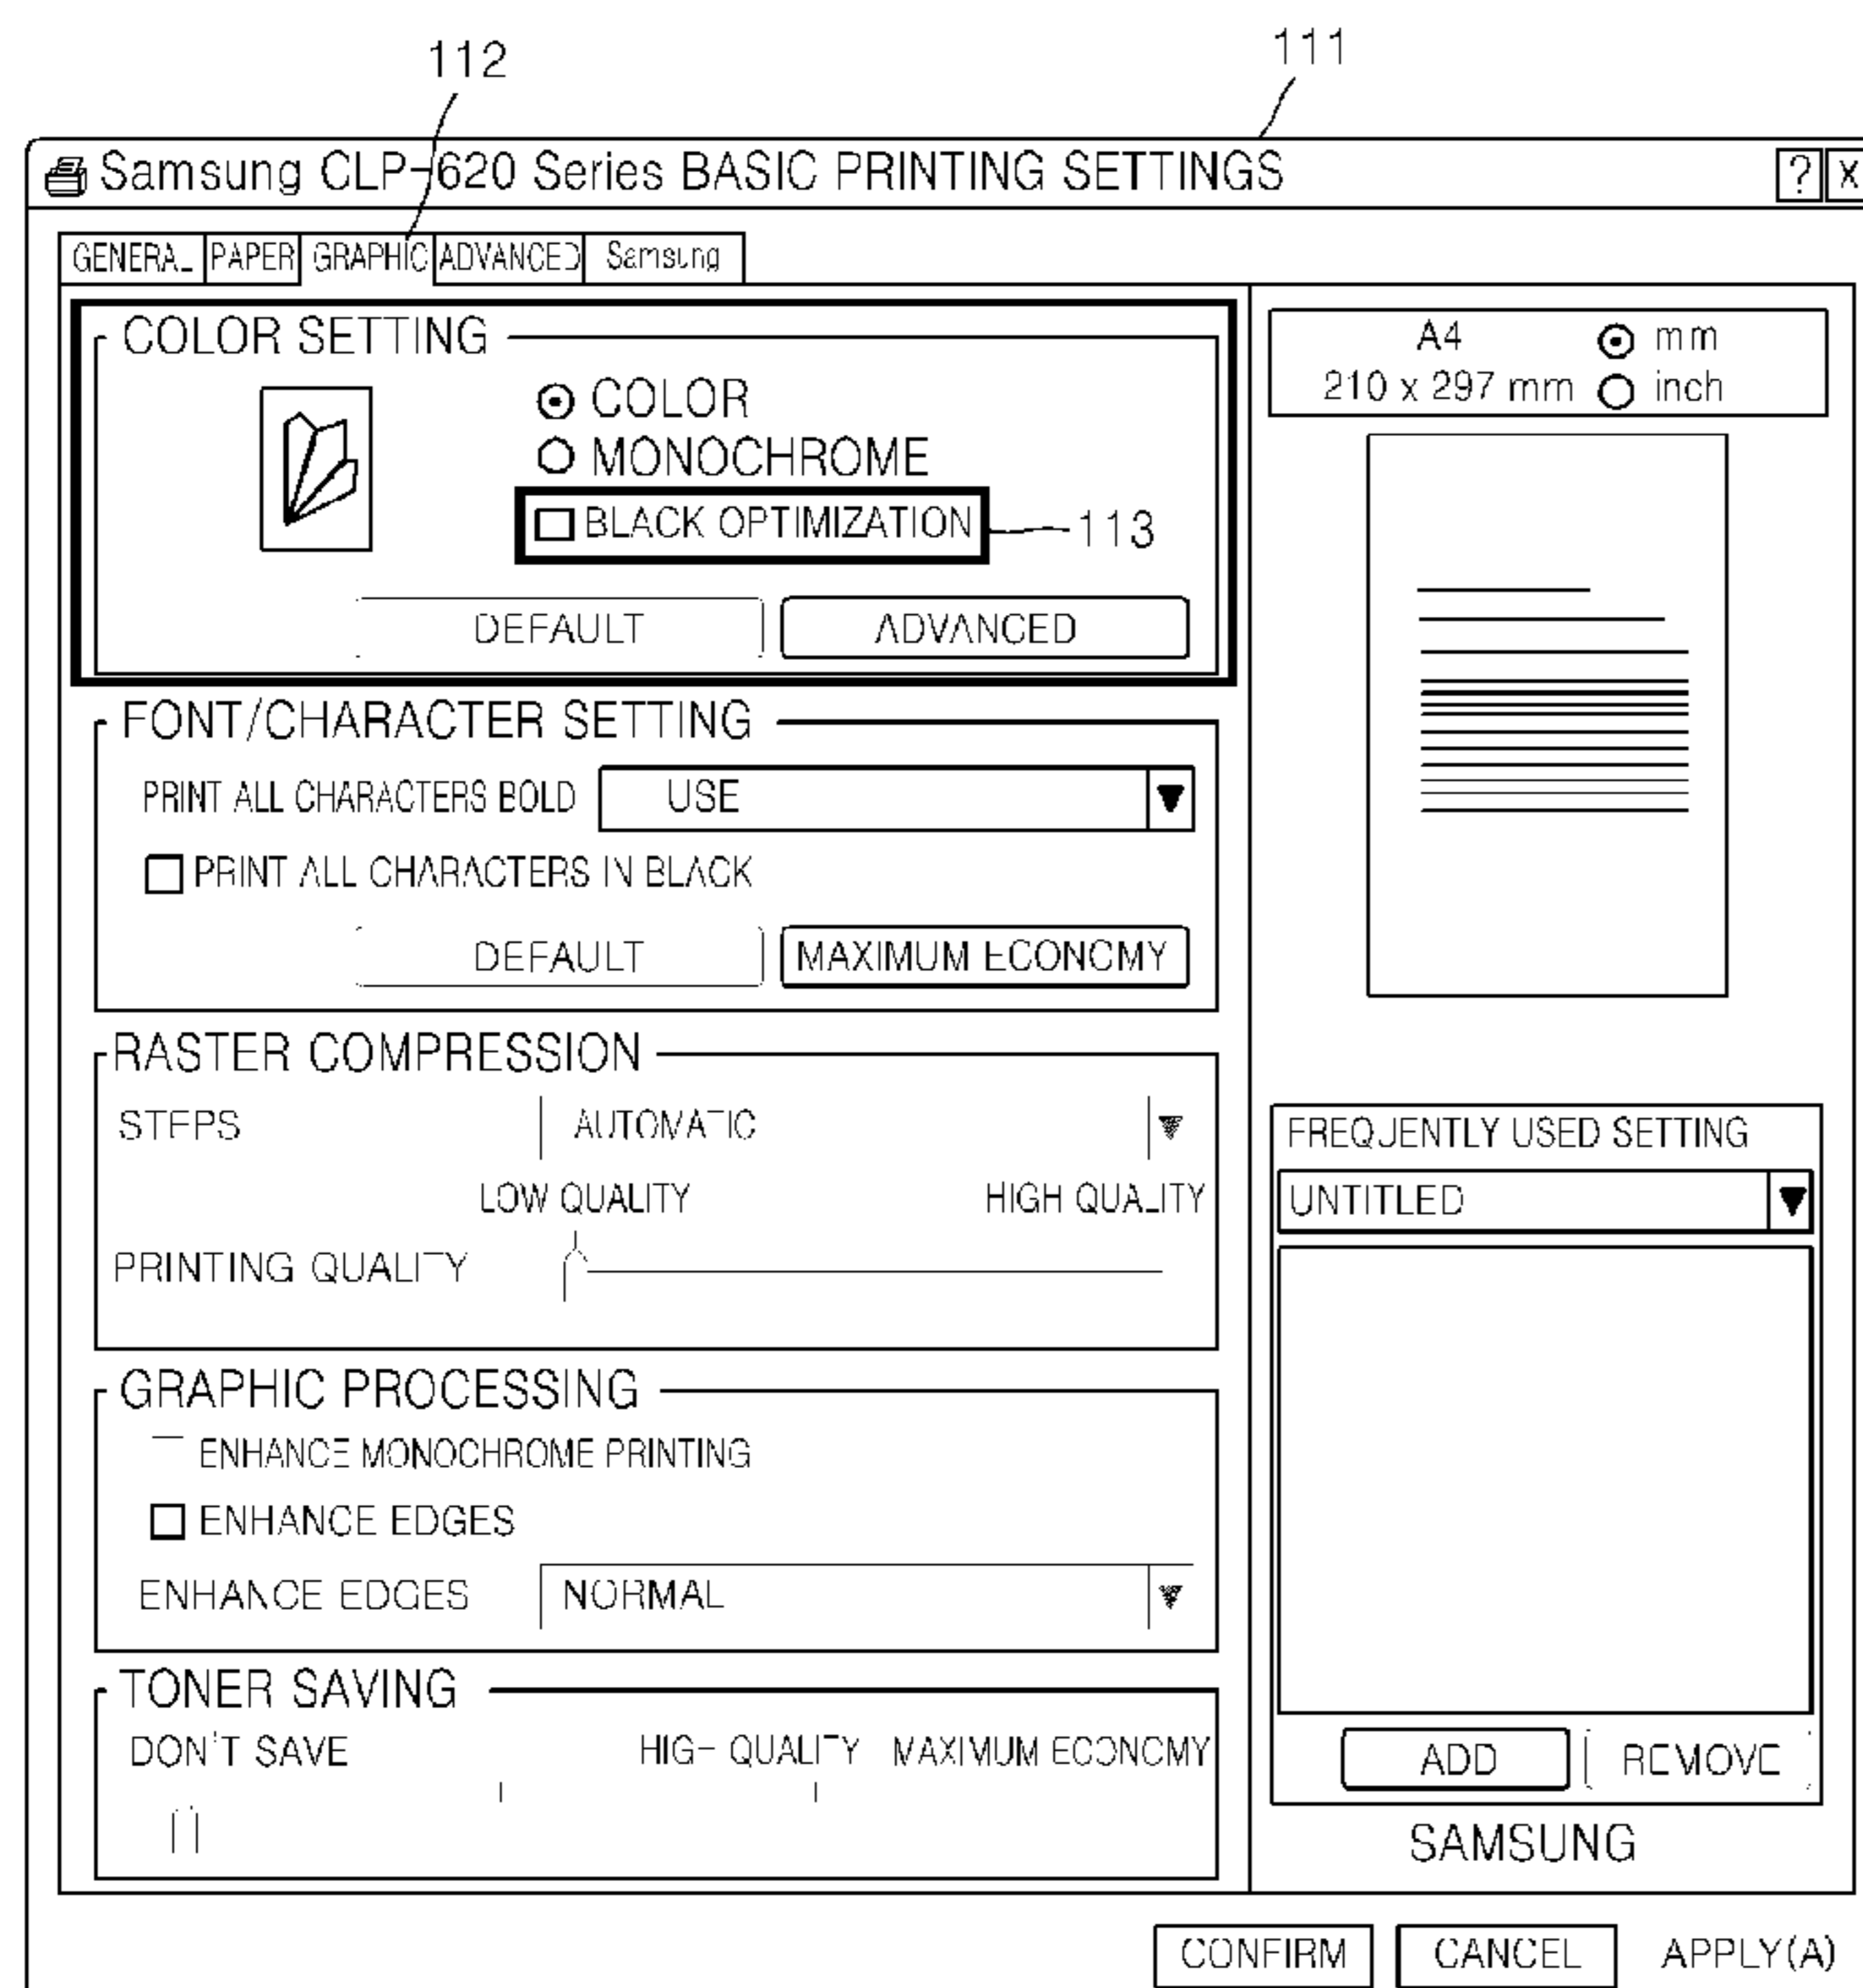 112 111
Samsung CLP-620 Series BASIC PRINTING SETTINGS ? X
GENERAL PAPER GRAPHIC ADVANCED Samsung
COLOR SETTING
COLOR
MONOCHROME
BLACK OPTIMIZATION 113
DEFAULT ADVANCED
FONT/CHARACTER SETTING
PRINT ALL CHARACTERS BOLD USE
PRINT ALL CHARACTERS IN BLACK
DEFAULT MAXIMUM ECONOMY
RASTER COMPRESSION
STEPS AUTOMATIC
LOW QUALITY HIGH QUALITY
PRINTING QUALITY
GRAPHIC PROCESSING
ENHANCE MONOCHROME PRINTING
ENHANCE EDGES
ENHANCE EDGES NORMAL
TONER SAVING
DON'T SAVE HIGH QUALITY MAXIMUM ECONOMY
A4 mm
210 x 297 mm inch
FREQUENTLY USED SETTING
UNTITLED
ADD REMOVE
SAMSUNG
CONFIRM CANCEL APPLY(A)